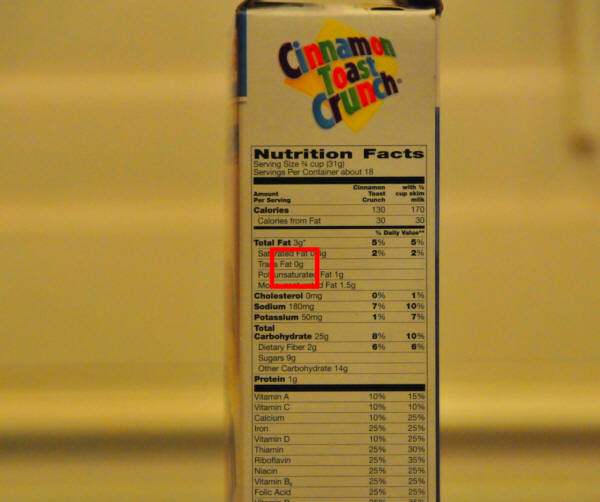 Cinnamon
Toast
Crunch
Nutrition Facts
Serving Size ¾ cup (31g)
Servings Per Container about 18
Amount Per Serving Cinnamon Toast Crunch with ½ cup skim milk
Calories 130 170
Calories from Fat 30 30
% Daily Value**
Total Fat 3g* 5% 5%
Saturated Fat 2% 2%
Trans Fat 0g
Polyunsaturated Fat 1g
Fat 1.5g
Cholesterol 0mg 0% 1%
Sodium 180mg 7% 10%
Potassium 50mg 1% 7%
Total
Carbohydrate 25g 8% 10%
Dietary Fiber 2g 6% 6%
Sugars 9g
Other Carbohydrate 14g
Protein 1g
Vitamin A 10% 15%
Vitamin C 10% 10%
Calcium 10% 25%
Iron 25% 25%
Vitamin D 10% 25%
Thiamin 25% 30%
Riboflavin 25% 35%
Niacin 25% 25%
Vitamin B₆ 25% 25%
Folic Acid 25% 25%